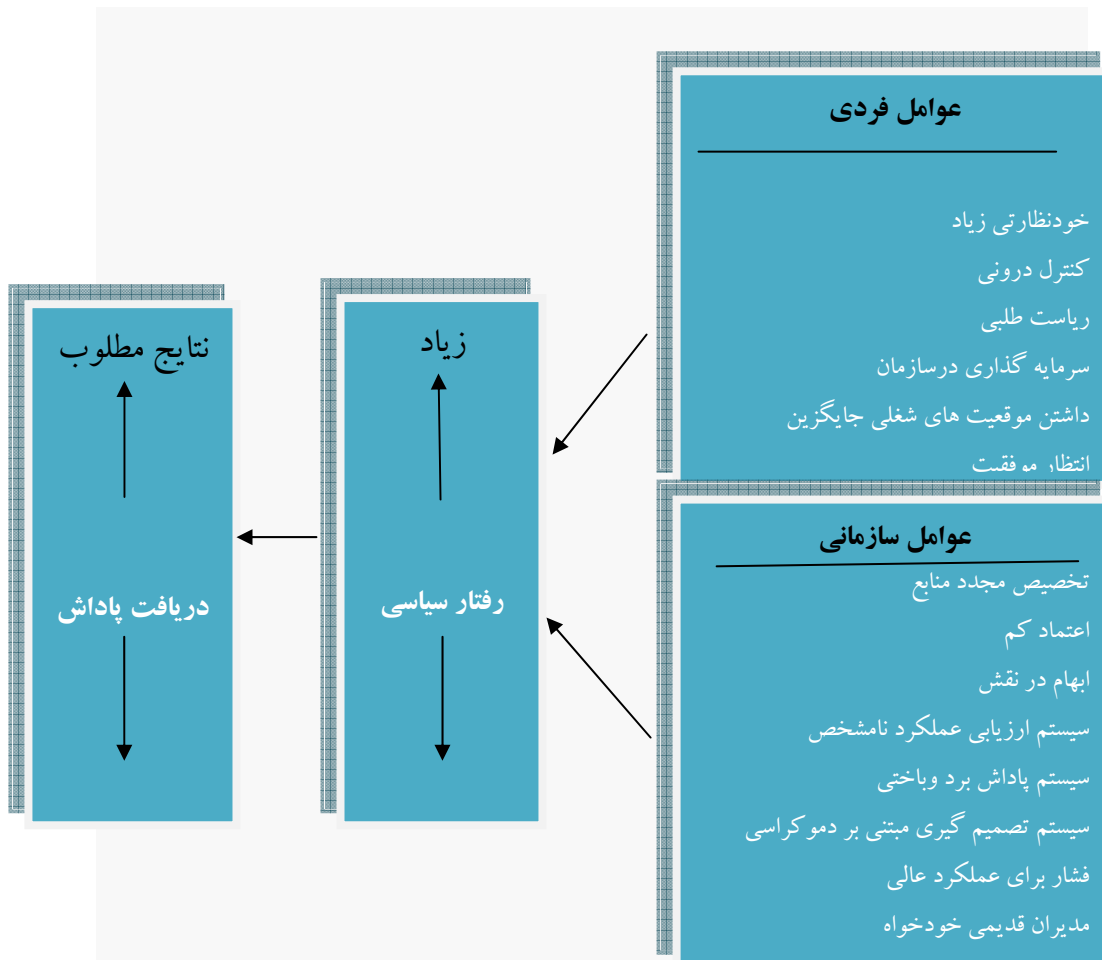 عوامل فردی
خودنظارتی زیاد
کنترل درونی
ریاست طلبی
سرمایه گذاری درسازمان
داشتن موقعیت های شغلی جایگزین
انتظار موفقیت
عوامل سازمانی
تخصیص مجدد منابع
اعتماد کم
ابهام در نقش
سیستم ارزیابی عملکرد نامشخص
سیستم پاداش برد وباختی
سیستم تصمیم گیری مبتنی بر دموکراسی
فشار برای عملکرد عالی
مدیران قدیمی خودخواه
زیاد
رفتار سیاسی
نتایج مطلوب
دریافت پاداش